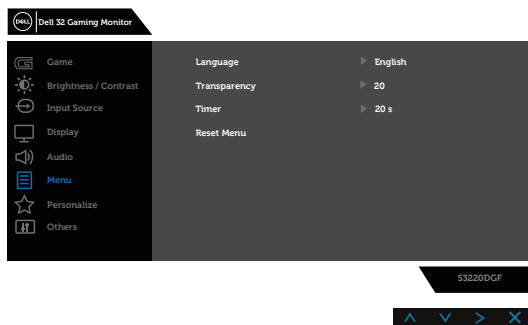 DELL Dell 32 Gaming Monitor
Game
Language English
Brightness / Contrast
Transparency 20
Input Source
Timer 20 s
Display
Reset Menu
Audio
Menu
Personalize
Others
S3220DGF